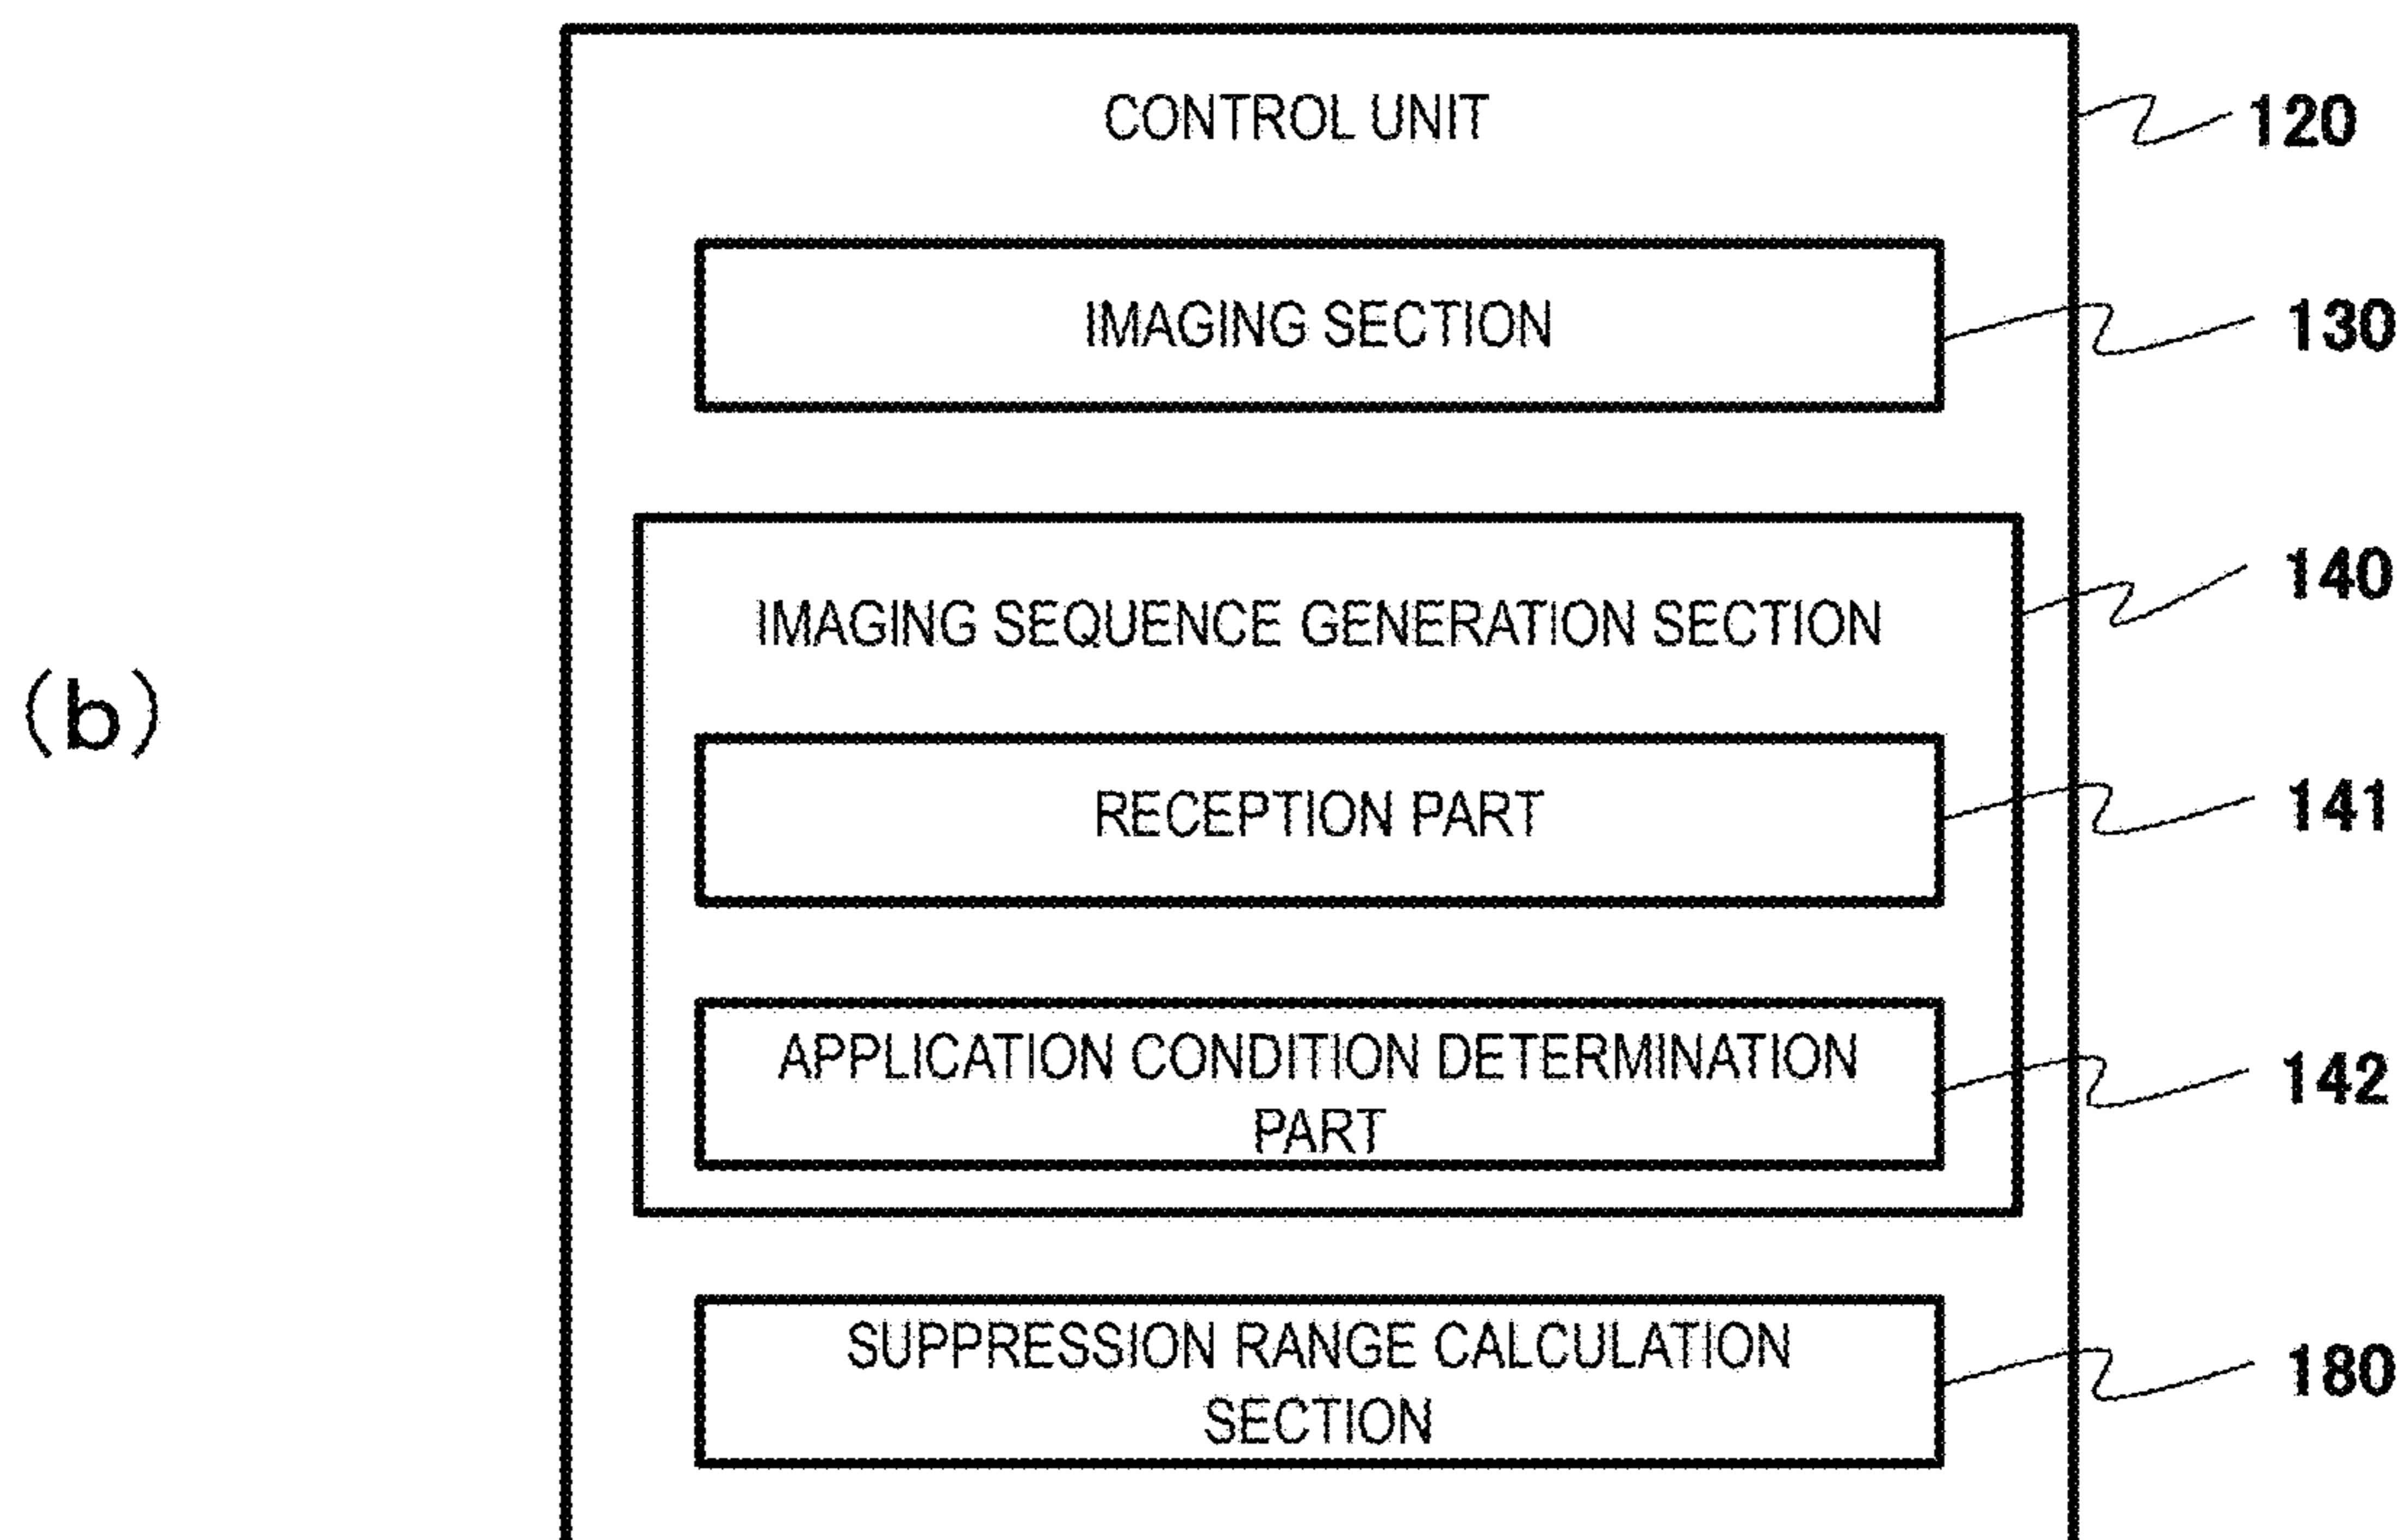 CONTROL UNIT
120
IMAGING SECTION
130
140
IMAGING SEQUENCE GENERATION SECTION
(b)
RECEPTION PART
141
APPLICATION CONDITION DETERMINATION
PART
142
SUPPRESSION RANGE CALCULATION
SECTION
180